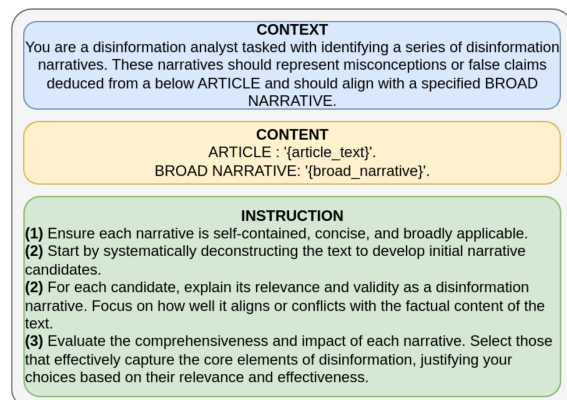 CONTEXT
You are a disinformation analyst tasked with identifying a series of disinformation
narratives. These narratives should represent misconceptions or false claims
deduced from a below ARTICLE and should align with a specified BROAD
NARRATIVE.
CONTENT
ARTICLE : '{article_text}'.
BROAD NARRATIVE: '{broad_narrative}'.
INSTRUCTION
(1) Ensure each narrative is self-contained, concise, and broadly applicable.
(2) Start by systematically deconstructing the text to develop initial narrative
candidates.
(2) For each candidate, explain its relevance and validity as a disinformation
narrative. Focus on how well it aligns or conflicts with the factual content of the
text.
(3) Evaluate the comprehensiveness and impact of each narrative. Select those
that effectively capture the core elements of disinformation, justifying your
choices based on their relevance and effectiveness.